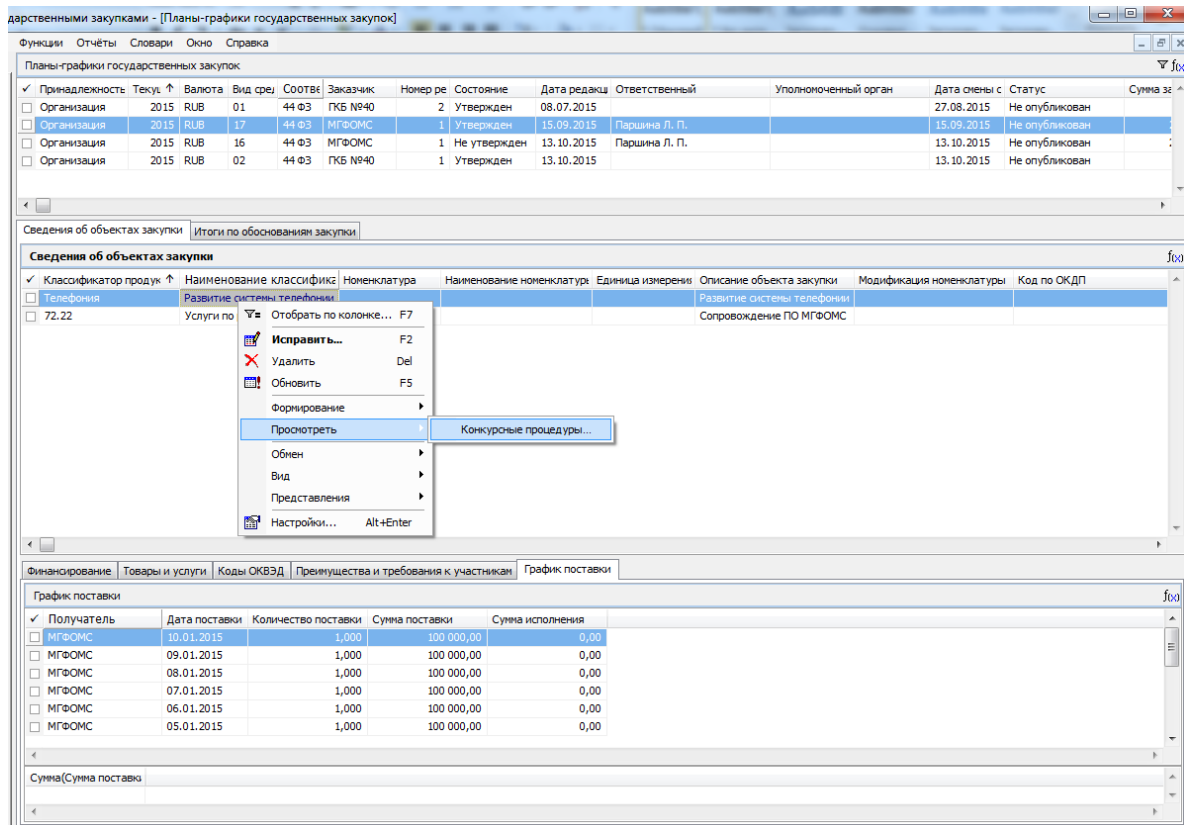 дарственными закупками - [Планы-графики государственных закупок]
Функции Отчёты Словари Окно Справка
Планы-графики государственных закупок
✓ Принадлежность Текущ ↑ Валюта Вид сред Соотве Заказчик Номер ре Состояние Дата редакц Ответственный Уполномоченный орган Дата смены с Статус Сумма за
Организация 2015 RUB 01 44 ФЗ ГКБ №40 2 Утвержден 08.07.2015 27.08.2015 Не опубликован
Организация 2015 RUB 17 44 ФЗ МГФОМС 1 Утвержден 15.09.2015 Паршина Л. П. 15.09.2015 Не опубликован
Организация 2015 RUB 16 44 ФЗ МГФОМС 1 Не утвержден 13.10.2015 Паршина Л. П. 13.10.2015 Не опубликован
Организация 2015 RUB 02 44 ФЗ ГКБ №40 1 Утвержден 13.10.2015 13.10.2015 Не опубликован
Сведения об объектах закупки Итоги по обоснованиям закупки
Сведения об объектах закупки f(x)
✓ Классификатор продук ↑ Наименование классифика Номенклатура Наименование номенклатуры Единица измерения Описание объекта закупки Модификация номенклатуры Код по ОКДП
Телефония Развитие системы телефонии Развитие системы телефонии
72.22 Услуги по Сопровождение ПО МГФОМС
Отобрать по колонке... F7
Исправить... F2
Удалить Del
Обновить F5
Формирование
Просмотреть Конкурсные процедуры...
Обмен
Вид
Представления
Настройки... Alt+Enter
Финансирование Товары и услуги Коды ОКВЭД Преимущества и требования к участникам График поставки
График поставки f(x)
✓ Получатель Дата поставки Количество поставки Сумма поставки Сумма исполнения
МГФОМС 10.01.2015 1,000 100 000,00 0,00
МГФОМС 09.01.2015 1,000 100 000,00 0,00
МГФОМС 08.01.2015 1,000 100 000,00 0,00
МГФОМС 07.01.2015 1,000 100 000,00 0,00
МГФОМС 06.01.2015 1,000 100 000,00 0,00
МГФОМС 05.01.2015 1,000 100 000,00 0,00
Сумма(Сумма поставки